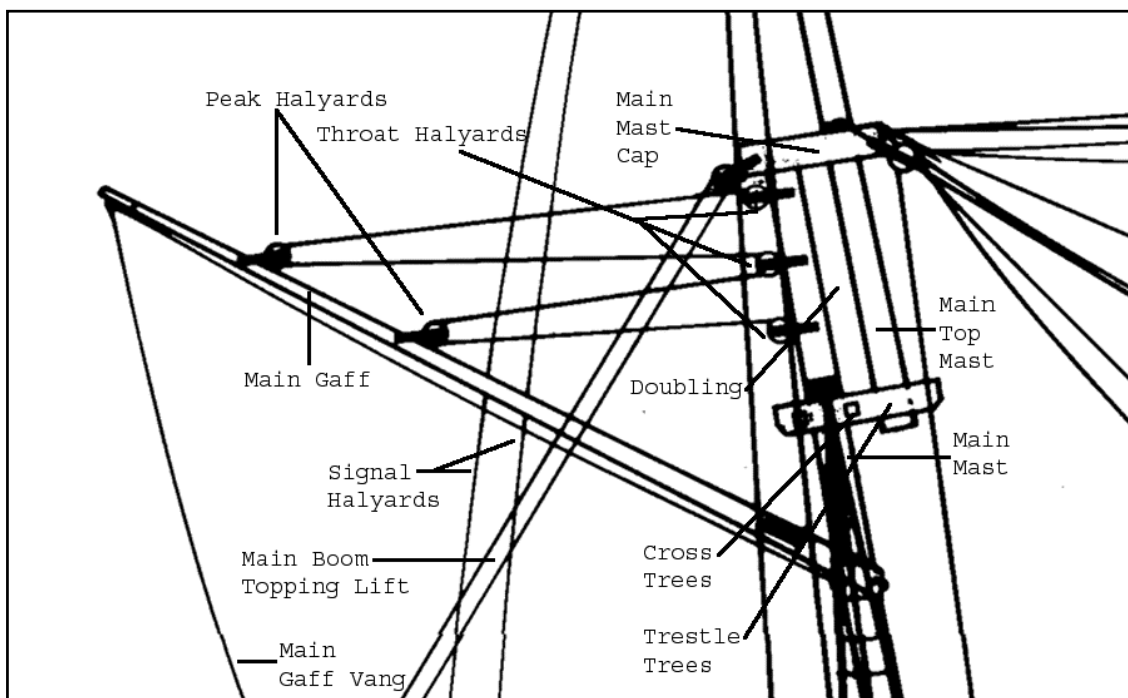 Peak Halyards
Throat Halyards
Main
Mast
Cap
Main Gaff
Doubling
Main
Top
Mast
Signal
Halyards
Main
Mast
Main Boom
Topping Lift
Cross
Trees
Trestle
Trees
Main
Gaff Vang